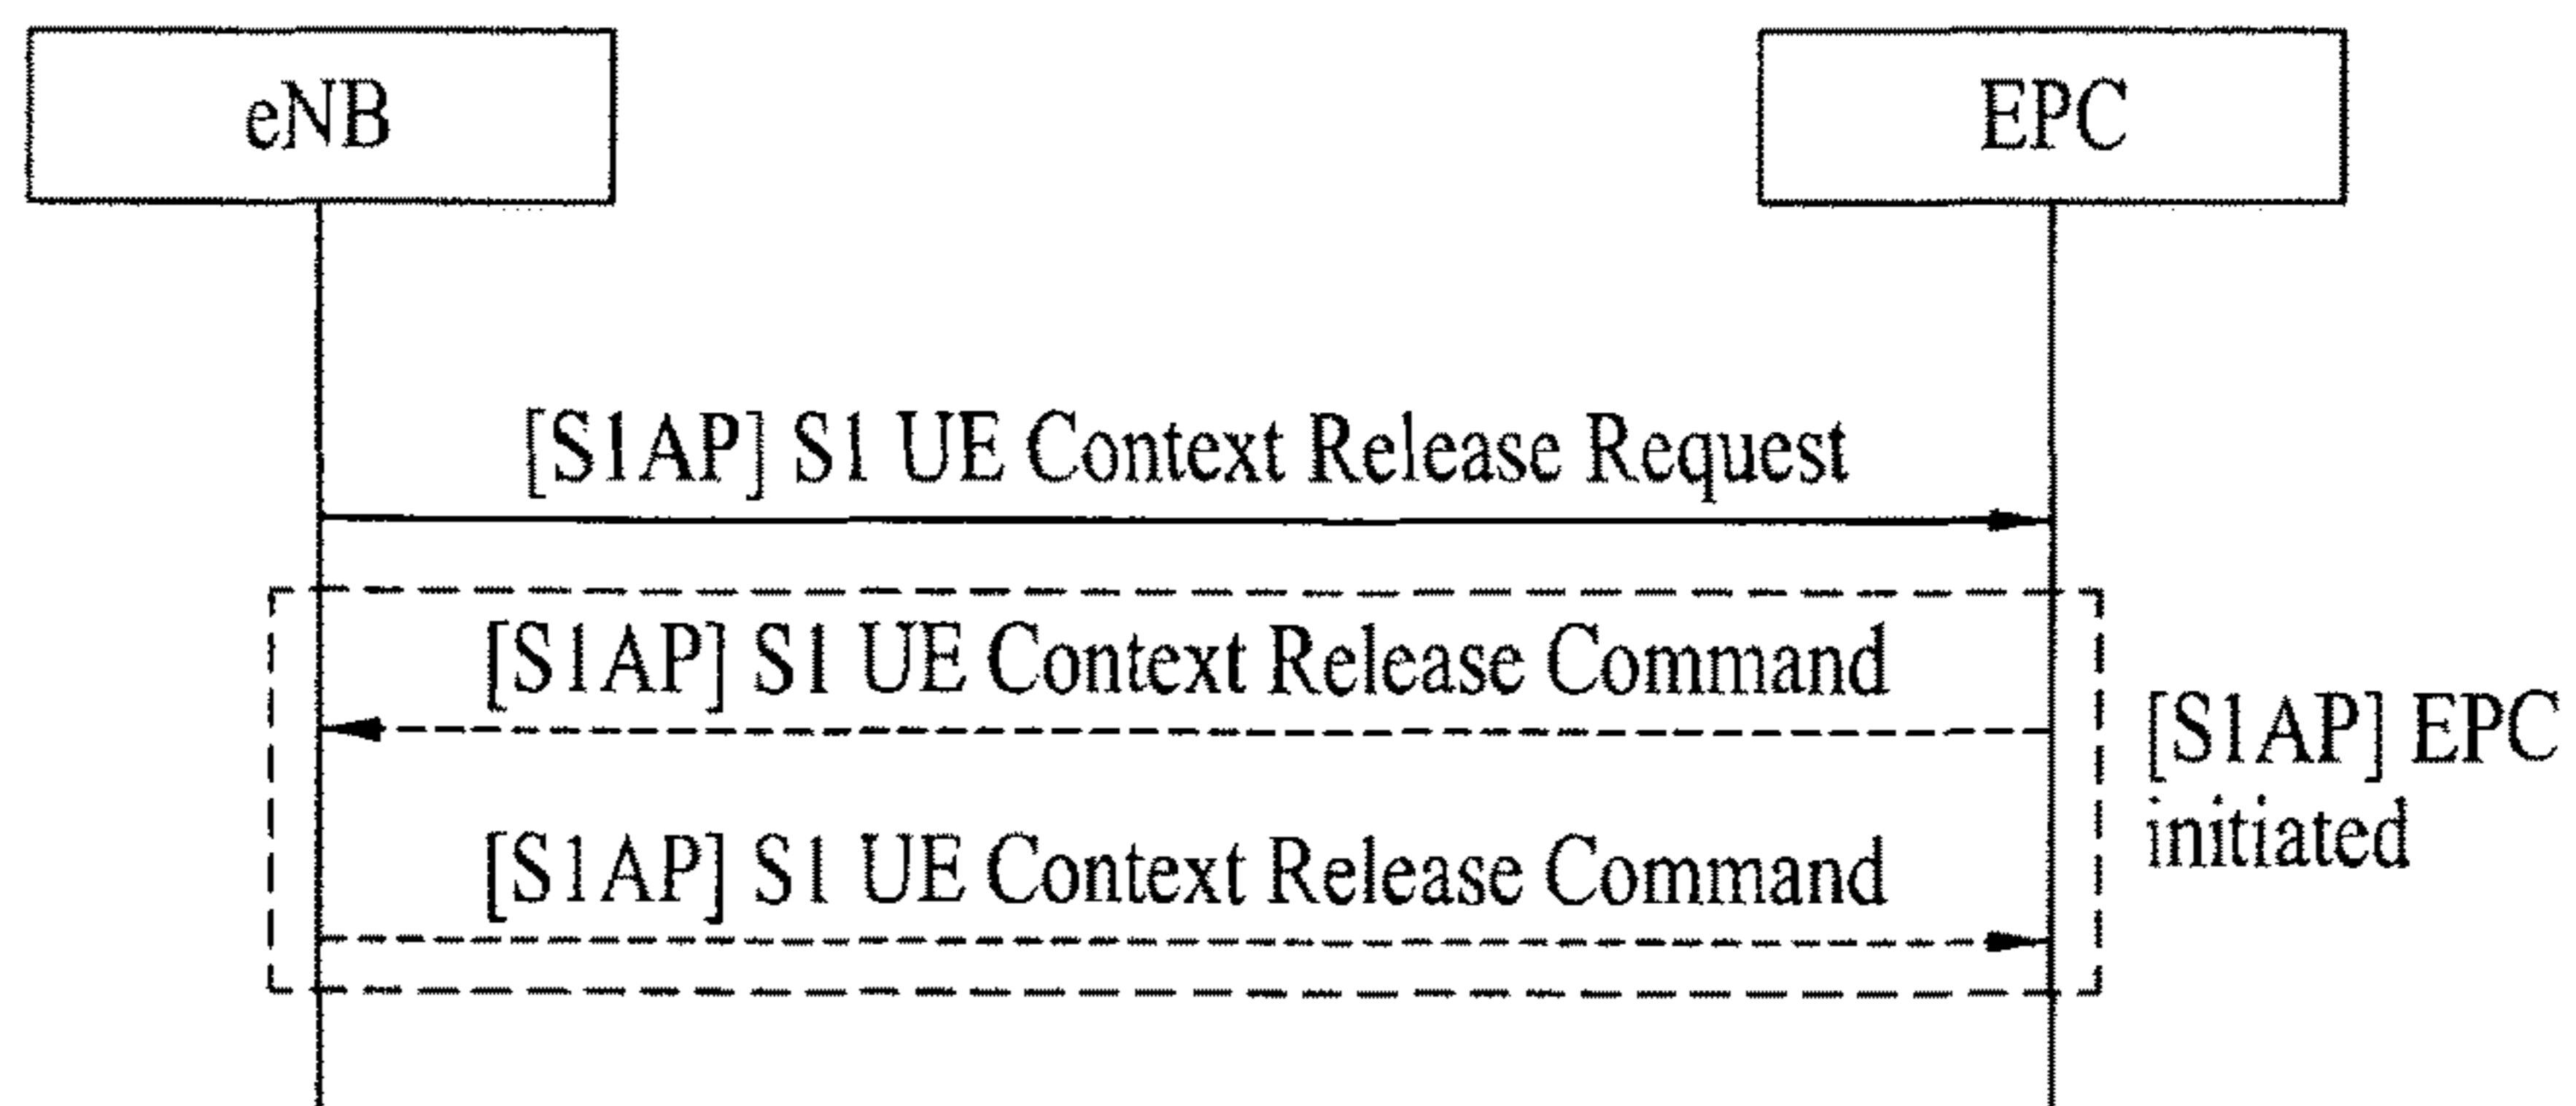 eNB
EPC
[S1AP] S1 UE Context Release Request
[S1AP] S1 UE Context Release Command
[S1AP] EPC
initiated
[S1AP] S1 UE Context Release Command